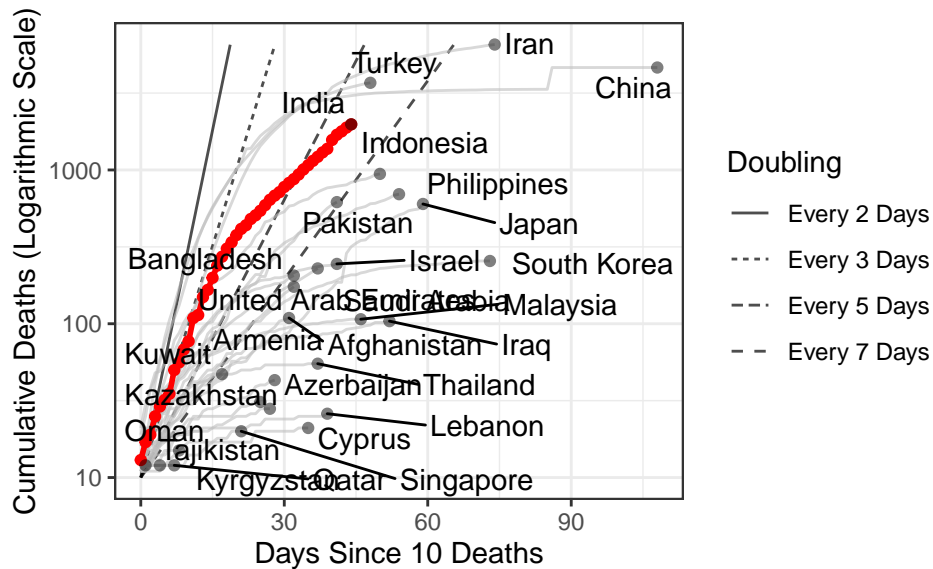 Cumulative Deaths (Logarithmic Scale)
1000
100
10
0
30
60
90
Days Since 10 Deaths
Iran
Turkey
China
India
Indonesia
Philippines
Pakistan
Japan
Bangladesh
Israel
South Korea
United Arab Emirates
Saudi Arabia
Malaysia
Armenia
Afghanistan
Iraq
Kuwait
Azerbaijan
Thailand
Kazakhstan
Lebanon
Oman
Cyprus
Tajikistan
Kyrgyzstan
Qatar
Singapore
Doubling
Every 2 Days
Every 3 Days
Every 5 Days
Every 7 Days